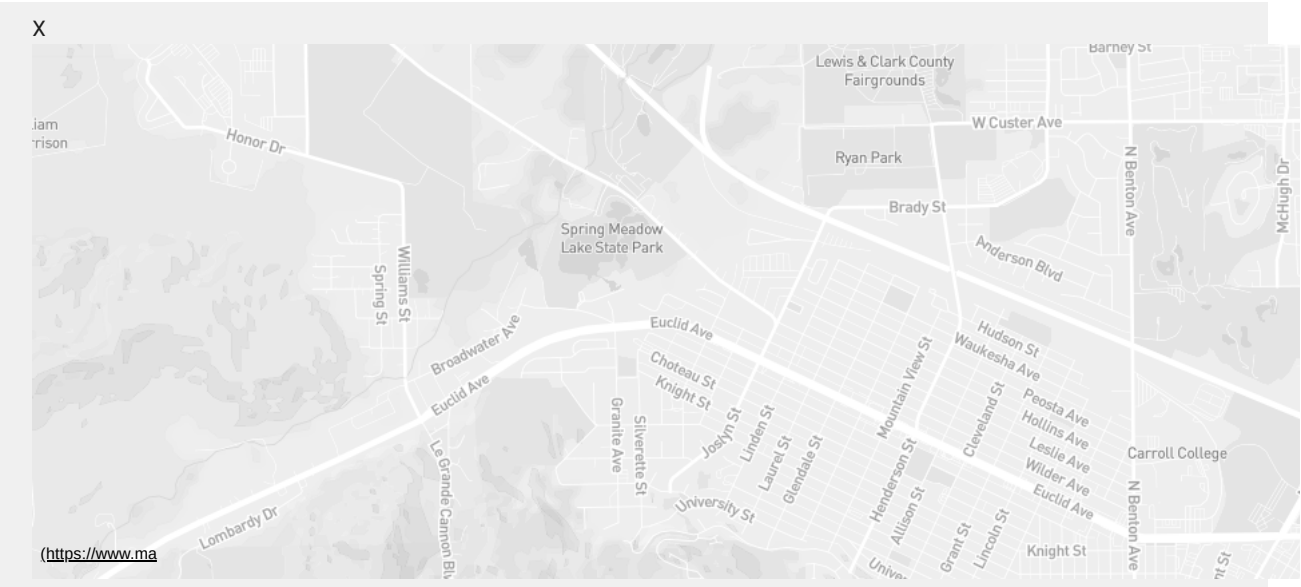 X
Barney St
Lewis & Clark County
Fairgrounds
W Custer Ave
iam
rison
Honor Dr
Ryan Park
N Benton Ave
McHugh Dr
Brady St
Spring Meadow
Lake State Park
Anderson Blvd
Williams St
Spring St
Broadwater Ave
Euclid Ave
Euclid Ave
Hudson St
Waukesha Ave
Choteau St
Knight St
Mountain View St
Cleveland St
Peosta Ave
Hollins Ave
Leslie Ave
Wilder Ave
Euclid Ave
Granite Ave
Silverette St
Joslyn St
Linden St
Laurel St
Glendale St
Carroll College
Le Grande Cannon Blv
Henderson St
Allison St
University St
N Benton Ave
Lombardy Dr
Grant St
Lincoln St
Knight St
Univer
nt St
(https://www.ma